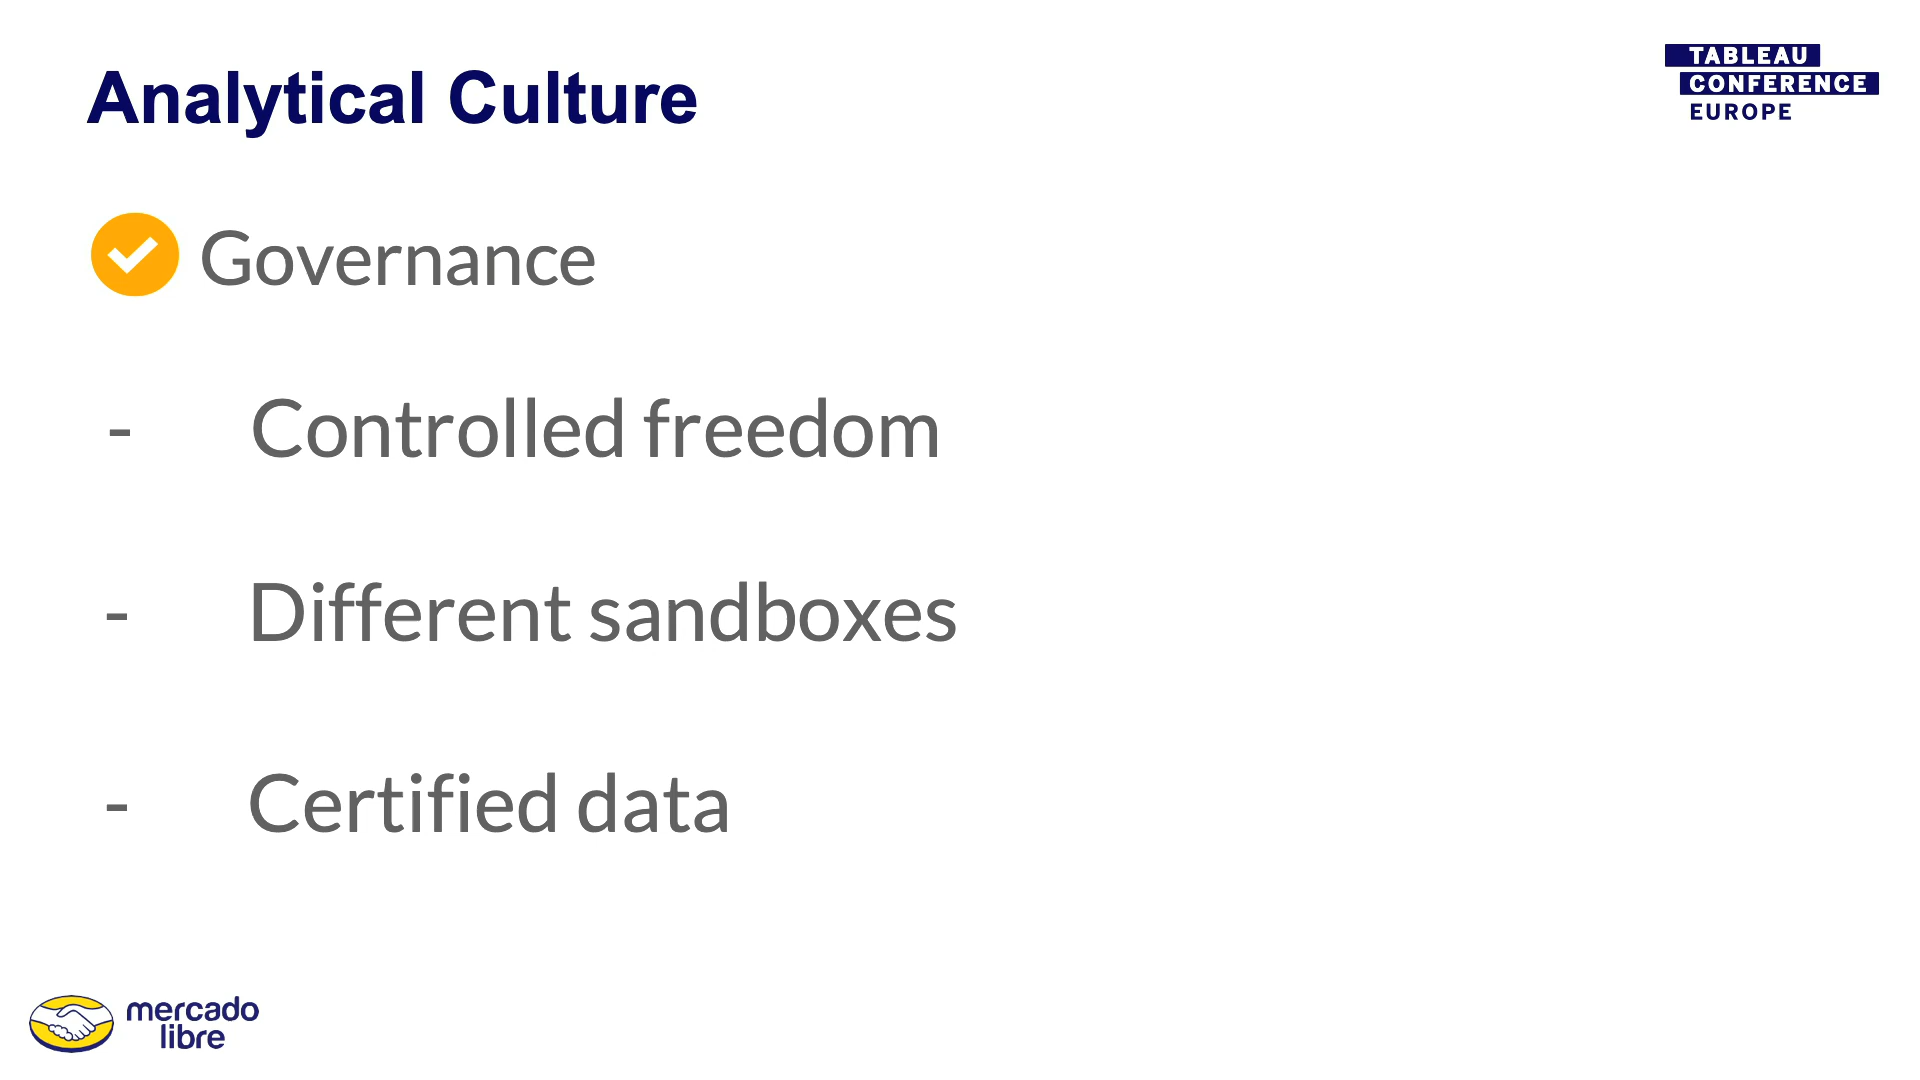 Analytical Culture
TABLEAU
CONFERENCE
EUROPE
Governance
- Controlled freedom
- Different sandboxes
- Certified data
mercado
libre